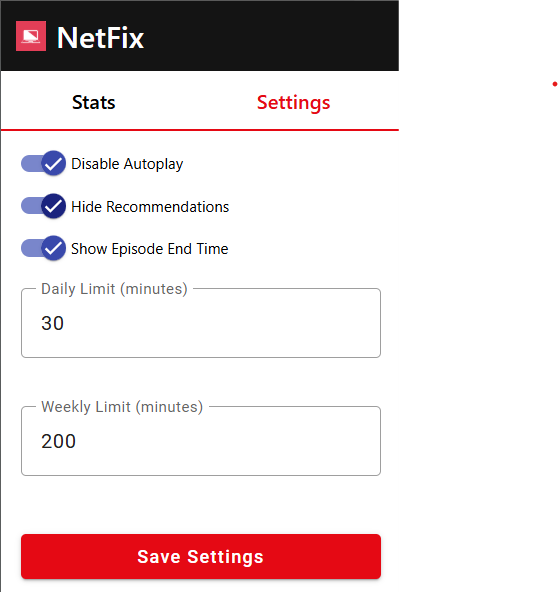 NetFix
Stats Settings
Disable Autoplay
Hide Recommendations
Show Episode End Time
Daily Limit (minutes)
30
Weekly Limit (minutes)
200
Save Settings